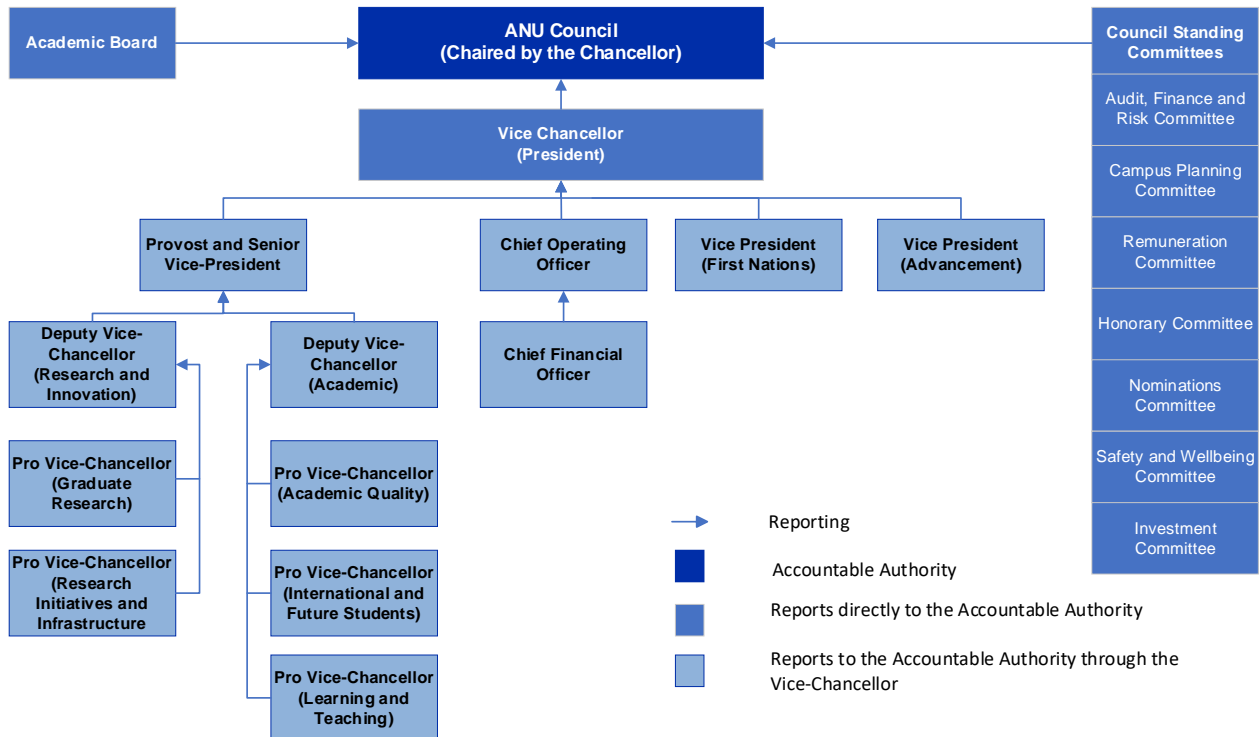 Academic Board
ANU Council
(Chaired by the Chancellor)
Council Standing
Committees
Audit, Finance and
Risk Committee
Campus Planning
Committee
Remuneration
Committee
Honorary Committee
Nominations
Committee
Safety and Wellbeing
Committee
Investment
Committee
Vice Chancellor
(President)
Provost and Senior
Vice-President
Chief Operating
Officer
Vice President
(First Nations)
Vice President
(Advancement)
Deputy Vice-
Chancellor
(Research and
Innovation)
Deputy Vice-
Chancellor
(Academic)
Chief Financial
Officer
Pro Vice-Chancellor
(Graduate
Research)
Pro Vice-Chancellor
(Academic Quality)
Pro Vice-Chancellor
(Research
Initiatives and
Infrastructure
Pro Vice-Chancellor
(International and
Future Students)
Pro Vice-Chancellor
(Learning and
Teaching)
Reporting
Accountable Authority
Reports directly to the Accountable Authority
Reports to the Accountable Authority through the
Vice-Chancellor